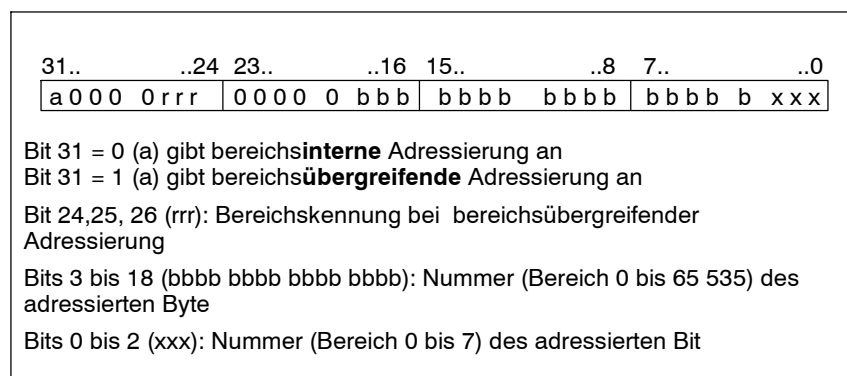 31.. ..24 23.. ..16 15.. ..8 7.. ..0
a 0 0 0 0 r r r 0 0 0 0 0 b b b b b b b b b b b b b b b b x x x
Bit 31 = 0 (a) gibt bereichsinterne Adressierung an
Bit 31 = 1 (a) gibt bereichsübergreifende Adressierung an
Bit 24,25, 26 (rrr): Bereichskennung bei bereichsübergreifender
Adressierung
Bits 3 bis 18 (bbbb bbbb bbbb bbbb): Nummer (Bereich 0 bis 65 535) des
adressierten Byte
Bits 0 bis 2 (xxx): Nummer (Bereich 0 bis 7) des adressierten Bit